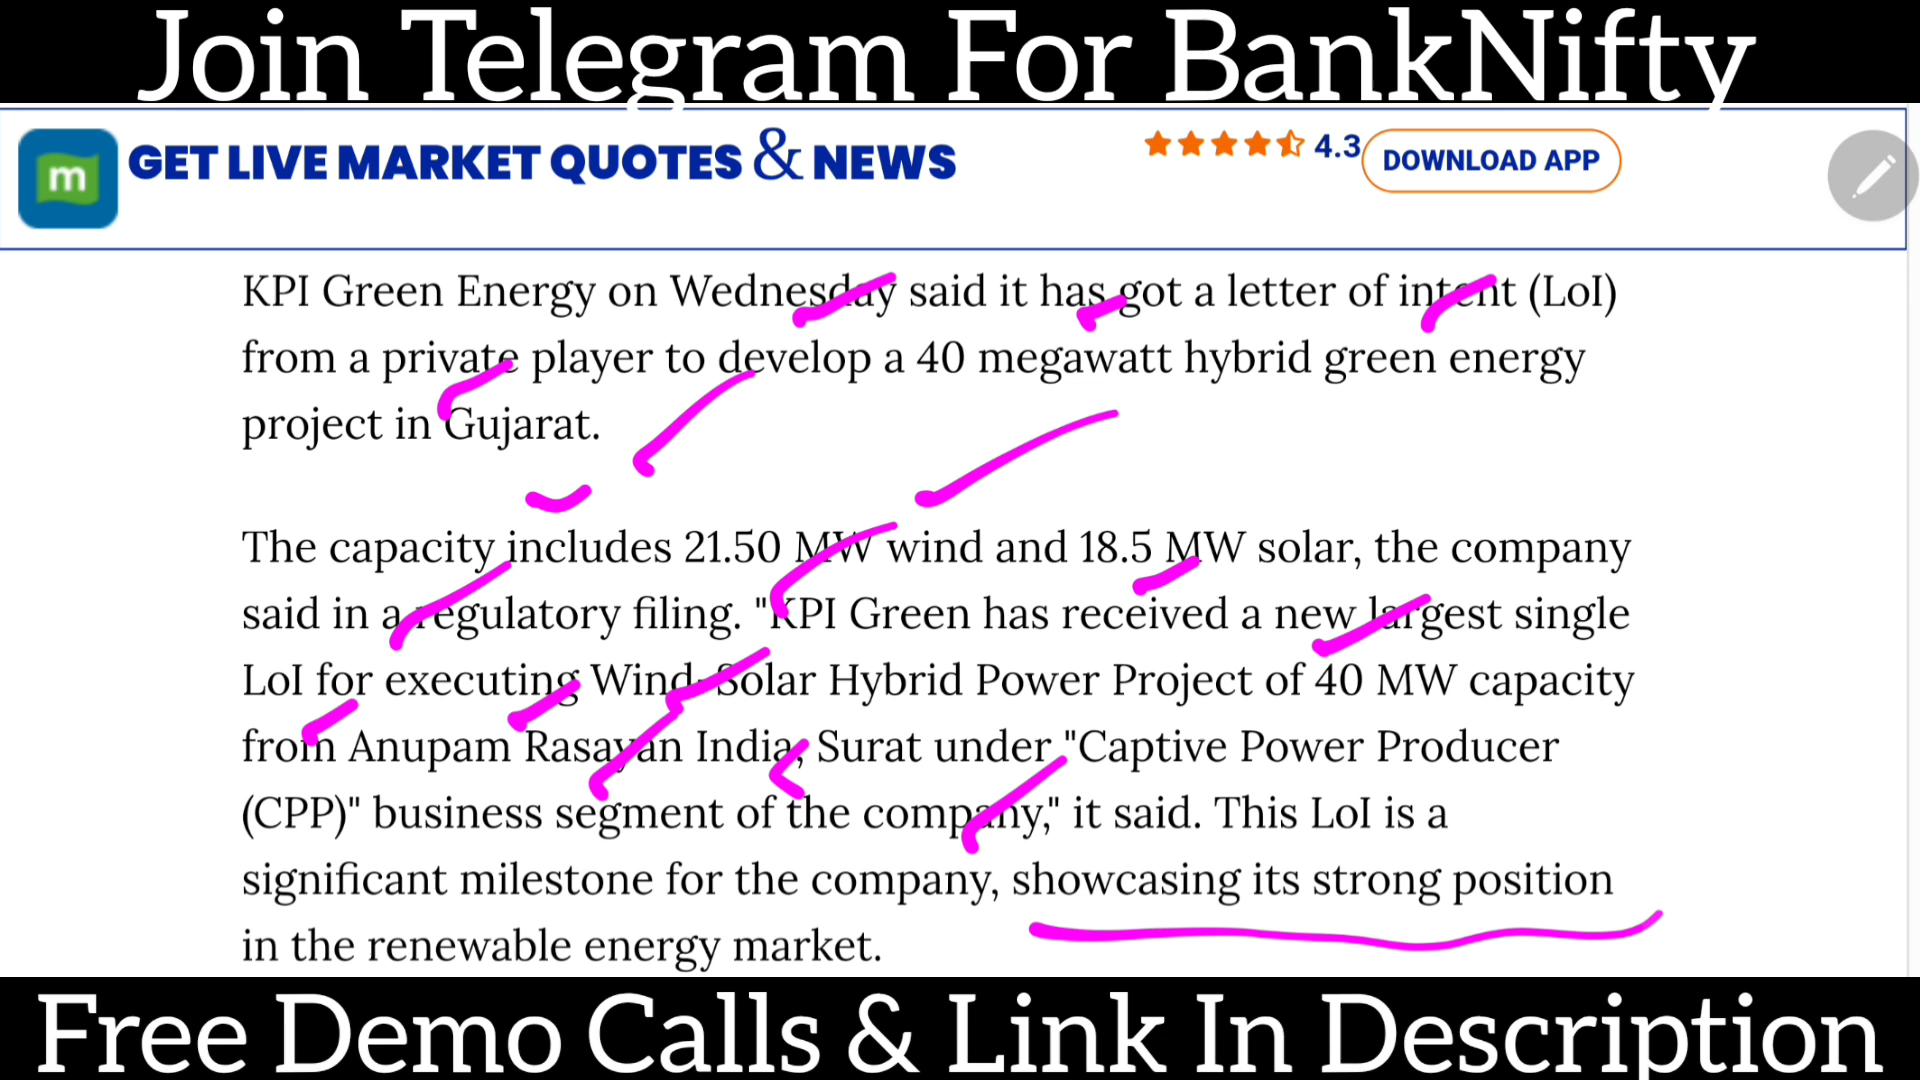 Join Telegram For BankNifty
m
GET LIVE MARKET QUOTES & NEWS
4.3
DOWNLOAD APP
KPI Green Energy on Wednesday said it has got a letter of intent (LoI)
from a private player to develop a 40 megawatt hybrid green energy
project in Gujarat.
The capacity includes 21.50 MW wind and 18.5 MW solar, the company
said in a regulatory filing. "KPI Green has received a new largest single
LoI for executing Wind-Solar Hybrid Power Project of 40 MW capacity
from Anupam Rasayan India, Surat under "Captive Power Producer
(CPP)" business segment of the company," it said. This LoI is a
significant milestone for the company, showcasing its strong position
in the renewable energy market.
Free Demo Calls & Link In Description